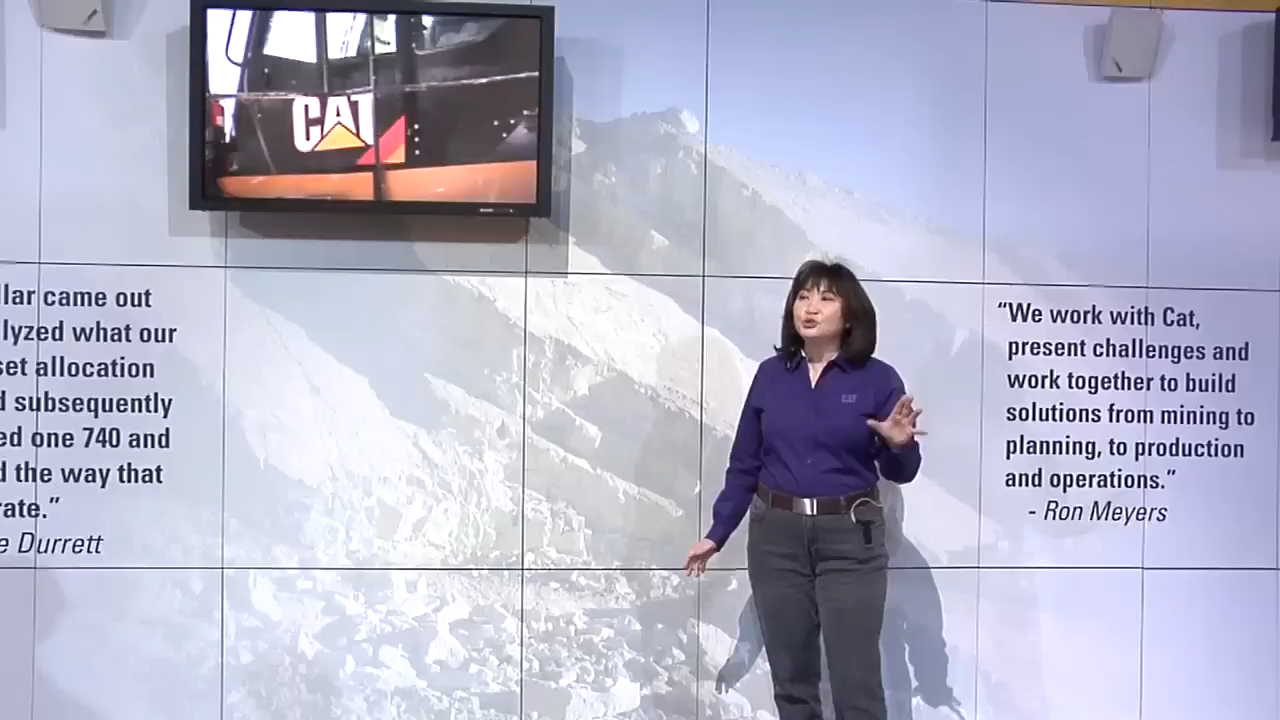 CAT
llar came out
lyzed what our
set allocation
d subsequently
ed one 740 and
d the way that
rate.”
e Durrett
CAT
“We work with Cat,
present challenges and
work together to build
solutions from mining to
planning, to production
and operations.”
- Ron Meyers